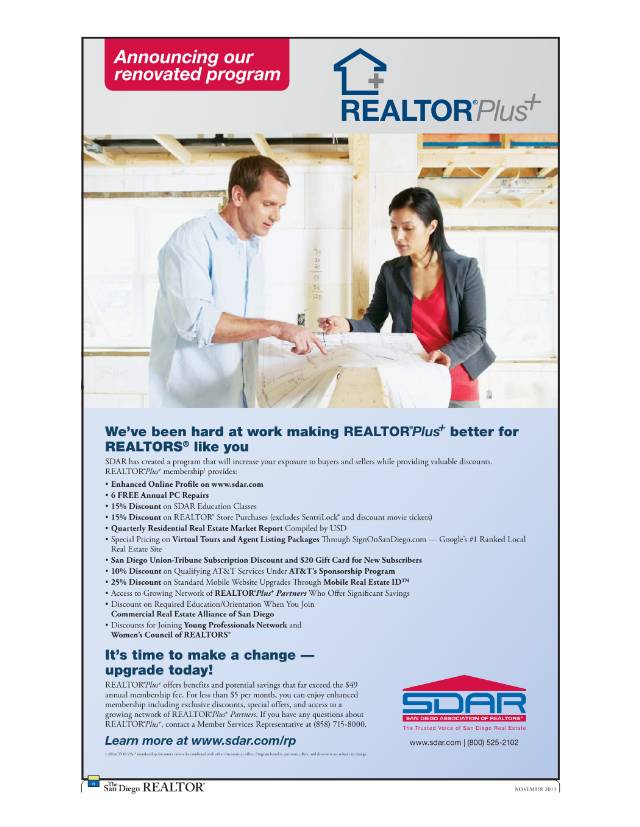 Announcing our
renovated program
REALTOR®Plus+
We've been hard at work making REALTOR®Plus+ better for
REALTORS® like you
SDAR has created a program that will increase your exposure to buyers and sellers while providing valuable discounts.
REALTOR®Plus+ membership¹ provides:
• Enhanced Online Profile on www.sdar.com
• 6 FREE Annual PC Repairs
• 15% Discount on SDAR Education Classes
• 15% Discount on REALTOR® Store Purchases (excludes SentriLock® and discount movie tickets)
• Quarterly Residential Real Estate Market Report Compiled by USD
• Special Pricing on Virtual Tours and Agent Listing Packages Through SignOnSanDiego.com — Google's #1 Ranked Local
Real Estate Site
• San Diego Union-Tribune Subscription Discount and $20 Gift Card for New Subscribers
• 10% Discount on Qualifying AT&T Services Under AT&T's Sponsorship Program
• 25% Discount on Standard Mobile Website Upgrades Through Mobile Real Estate ID™
• Access to Growing Network of REALTOR®Plus+ Partners Who Offer Significant Savings
• Discount on Required Education/Orientation When You Join
Commercial Real Estate Alliance of San Diego
• Discounts for Joining Young Professionals Network and
Women's Council of REALTORS®
It's time to make a change —
upgrade today!
REALTOR®Plus+ offers benefits and potential savings that far exceed the $49
annual membership fee. For less than $5 per month, you can enjoy enhanced
membership including exclusive discounts, special offers, and access to a
growing network of REALTOR®Plus+ Partners. If you have any questions about
REALTOR®Plus+, contact a Member Services Representative at (858) 715-8000.
Learn more at www.sdar.com/rp
SDAR
SAN DIEGO ASSOCIATION OF REALTORS®
The Trusted Voice of San Diego Real Estate
www.sdar.com | (800) 525-2102
The
San Diego REALTOR®
NOVEMBER 2011